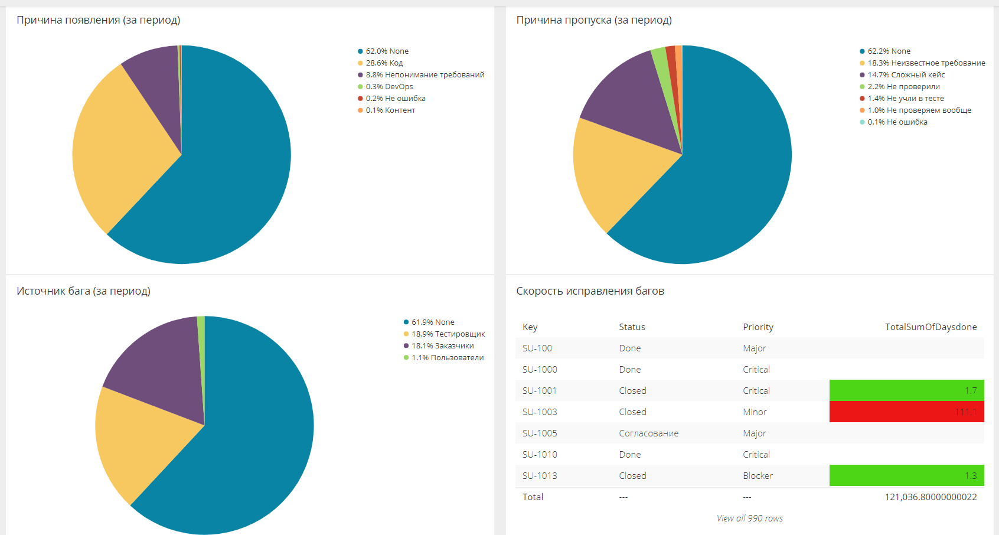 Причина появления (за период)
62.0% None
28.6% Код
8.8% Непонимание требований
0.3% DevOps
0.2% Не ошибка
0.1% Контент
Причина пропуска (за период)
62.2% None
18.3% Неизвестное требование
14.7% Сложный кейс
2.2% Не проверили
1.4% Не учли в тесте
1.0% Не проверяем вообще
0.1% Не ошибка
Источник бага (за период)
61.9% None
18.9% Тестировщик
18.1% Заказчики
1.1% Пользователи
Скорость исправления багов
Key Status Priority TotalSumOfDaysdone
SU-100 Done Major
SU-1000 Done Critical
SU-1001 Closed Critical 1.7
SU-1003 Closed Minor 111.1
SU-1005 Согласование Major
SU-1010 Done Critical
SU-1013 Closed Blocker 1.3
Total --- --- 121,036.80000000022
View all 990 rows